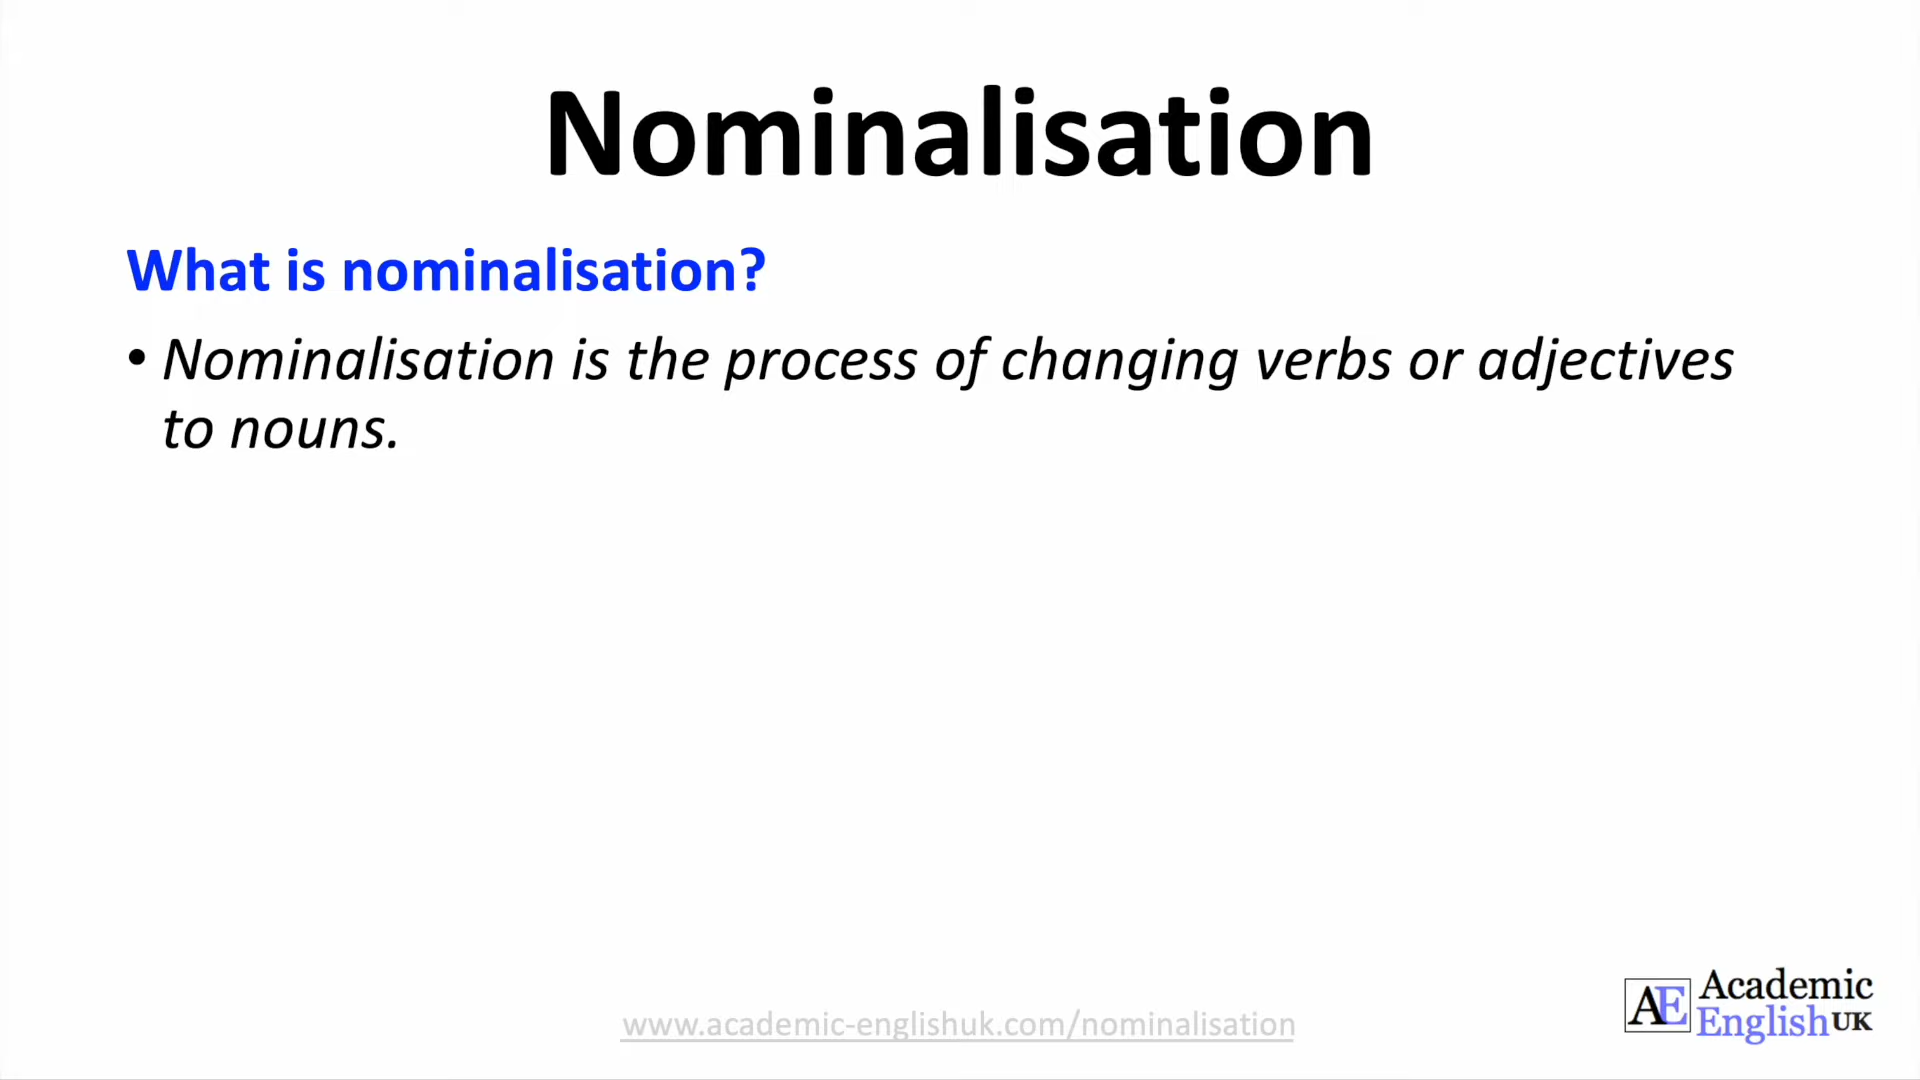 Nominalisation
What is nominalisation?
• Nominalisation is the process of changing verbs or adjectives
to nouns.
www.academic-englishuk.com/nominalisation
AE Academic
English UK